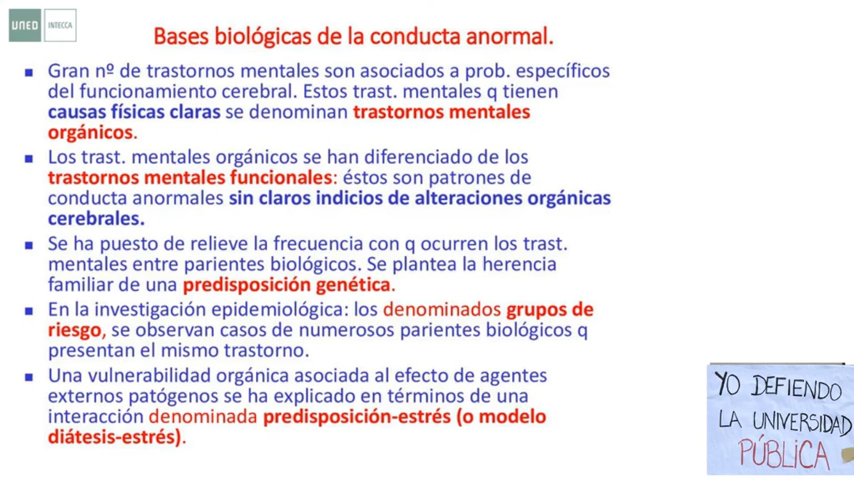 UNED
INTECCA
Bases biológicas de la conducta anormal.
Gran nº de trastornos mentales son asociados a prob. específicos
del funcionamiento cerebral. Estos trast. mentales q tienen
causas físicas claras se denominan trastornos mentales
orgánicos.
Los trast. mentales orgánicos se han diferenciado de los
trastornos mentales funcionales: éstos son patrones de
conducta anormales sin claros indicios de alteraciones orgánicas
cerebrales.
Se ha puesto de relieve la frecuencia con q ocurren los trast.
mentales entre parientes biológicos. Se plantea la herencia
familiar de una predisposición genética.
En la investigación epidemiológica: los denominados grupos de
riesgo, se observan casos de numerosos parientes biológicos q
presentan el mismo trastorno.
Una vulnerabilidad orgánica asociada al efecto de agentes
externos patógenos se ha explicado en términos de una
interacción denominada predisposición-estrés (o modelo
diátesis-estrés).
YO DEFIENDO
LA UNIVERSIDAD
PÚBLICA